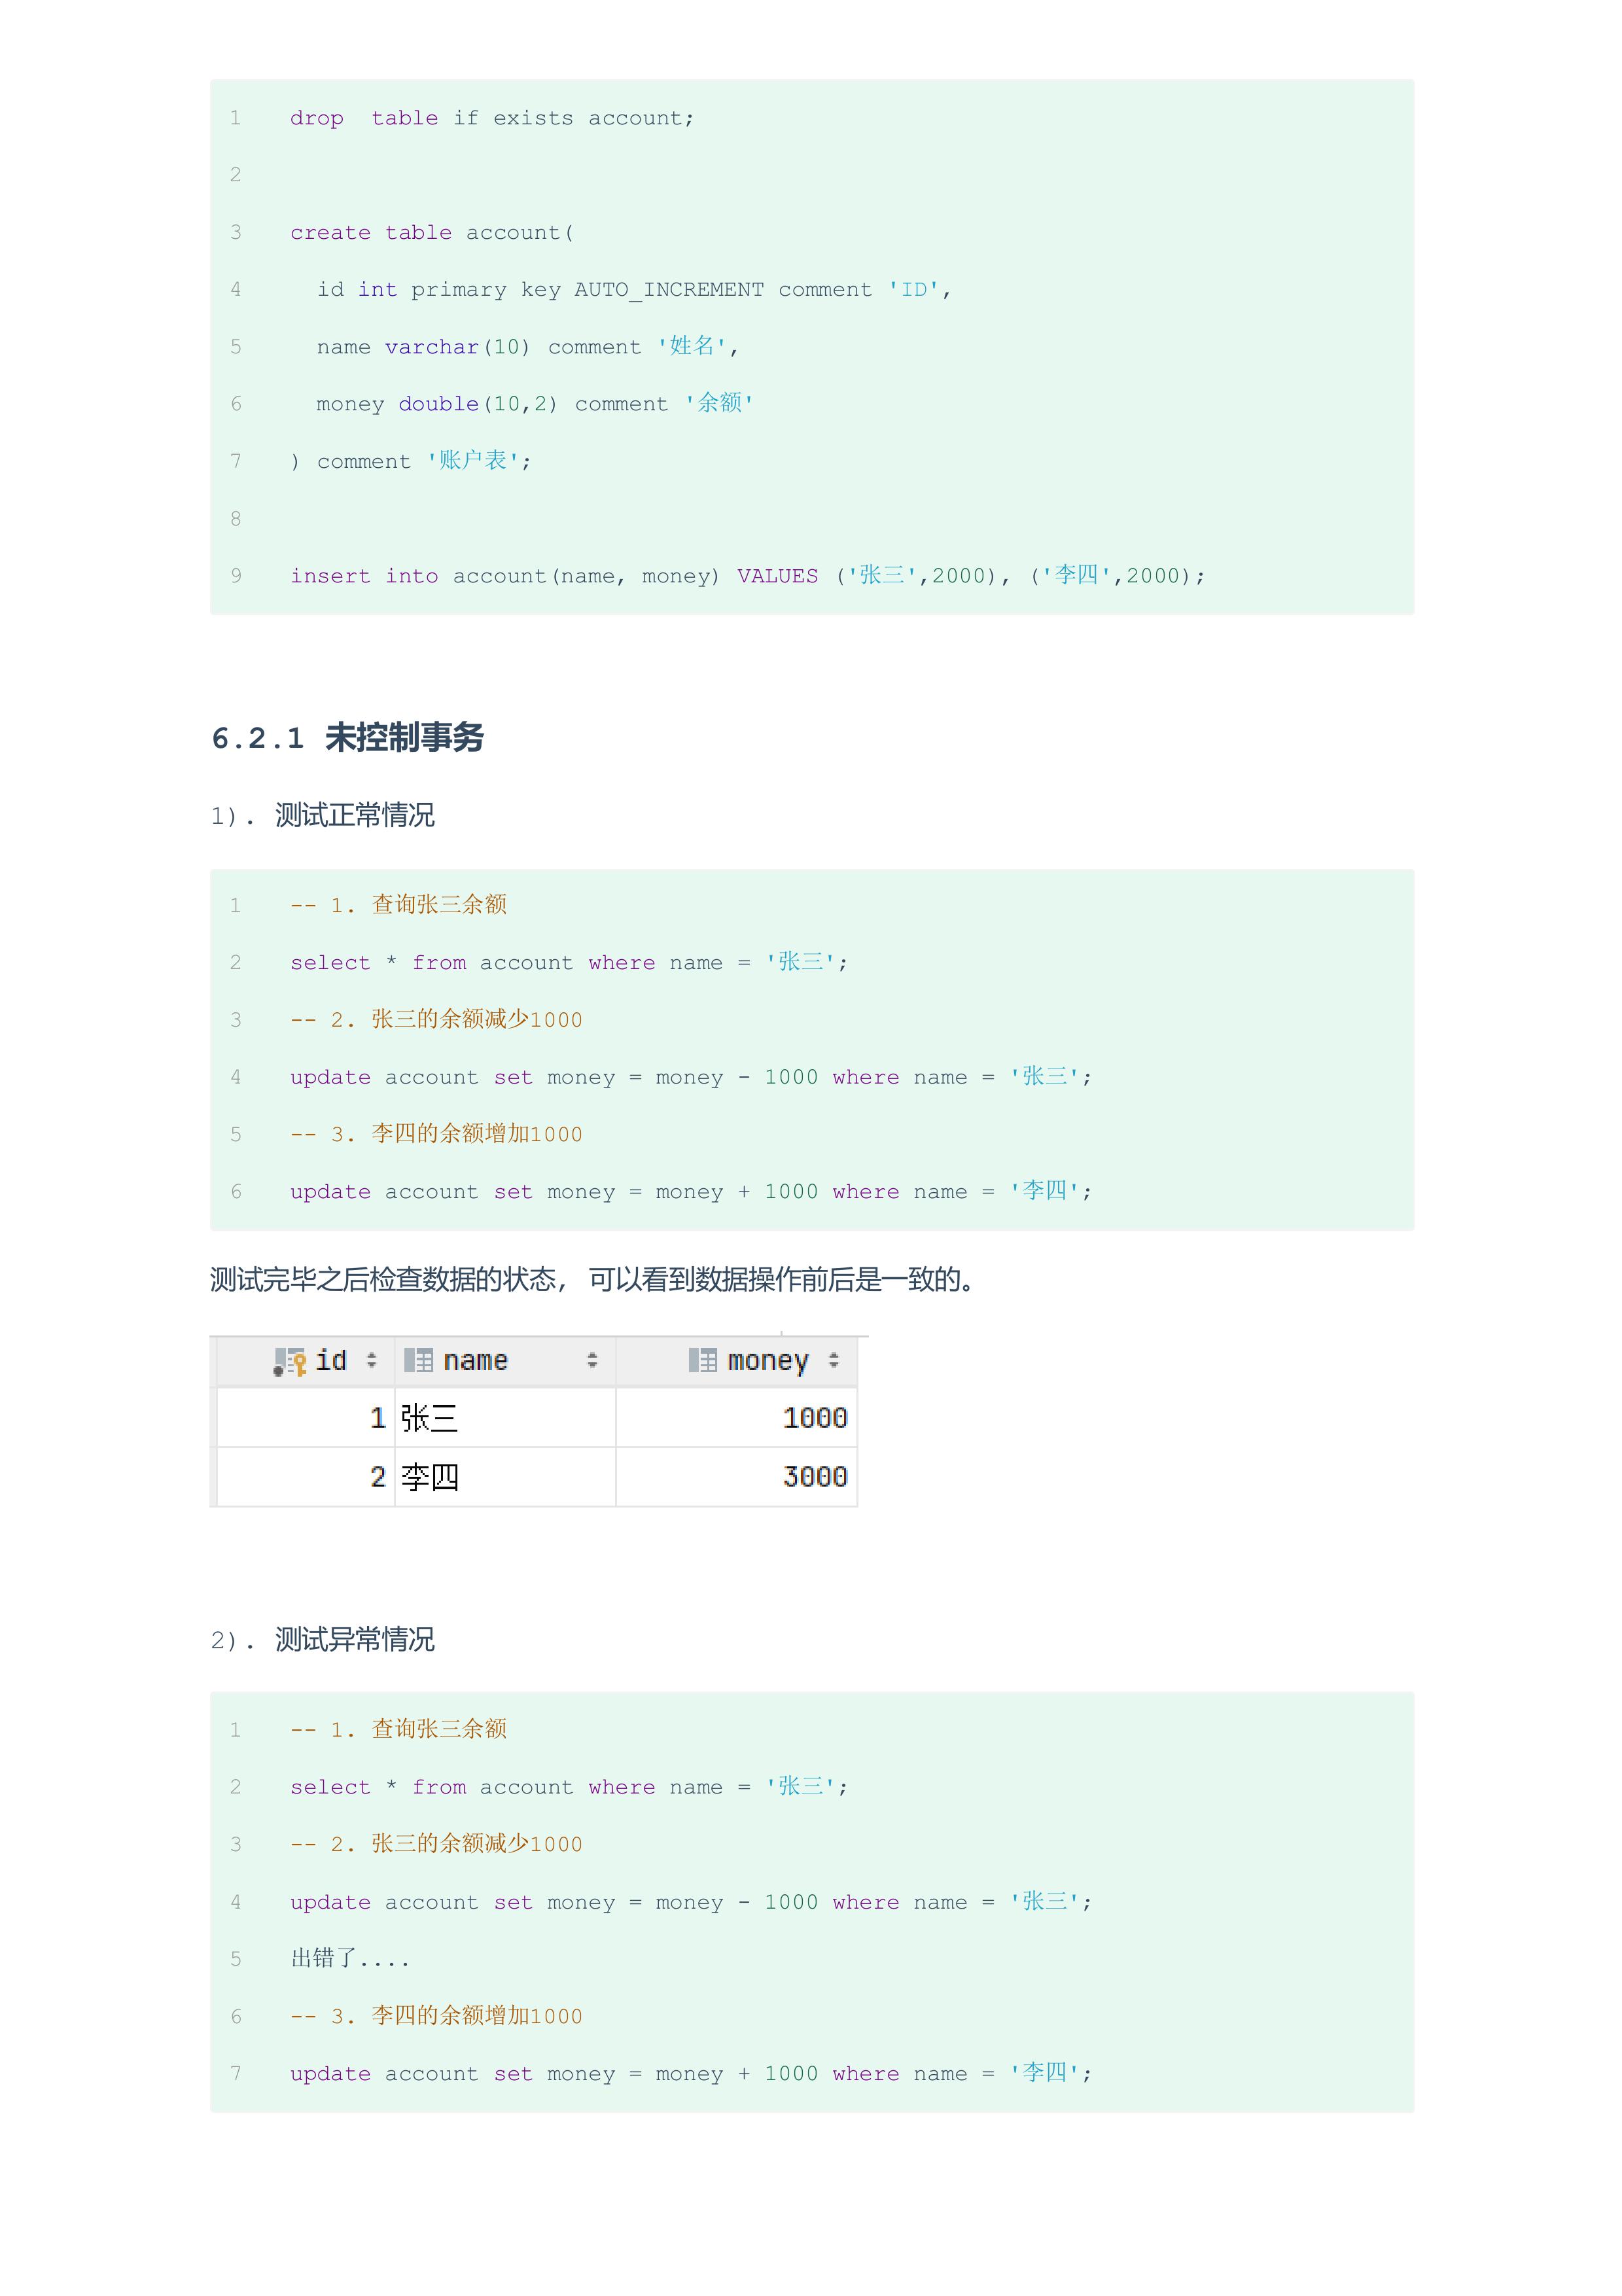 1 drop  table if exists account;
2
3 create table account(
4   id int primary key AUTO_INCREMENT comment 'ID',
5   name varchar(10) comment '姓名',
6   money double(10,2) comment '余额'
7 ) comment '账户表';
8
9 insert into account(name, money) VALUES ('张三',2000), ('李四',2000);
6.2.1 未控制事务
1). 测试正常情况
1 -- 1. 查询张三余额
2 select * from account where name = '张三';
3 -- 2. 张三的余额减少1000
4 update account set money = money - 1000 where name = '张三';
5 -- 3. 李四的余额增加1000
6 update account set money = money + 1000 where name = '李四';
测试完毕之后检查数据的状态, 可以看到数据操作前后是一致的。
id name money
1 张三 1000
2 李四 3000
2). 测试异常情况
1 -- 1. 查询张三余额
2 select * from account where name = '张三';
3 -- 2. 张三的余额减少1000
4 update account set money = money - 1000 where name = '张三';
5 出错了....
6 -- 3. 李四的余额增加1000
7 update account set money = money + 1000 where name = '李四';